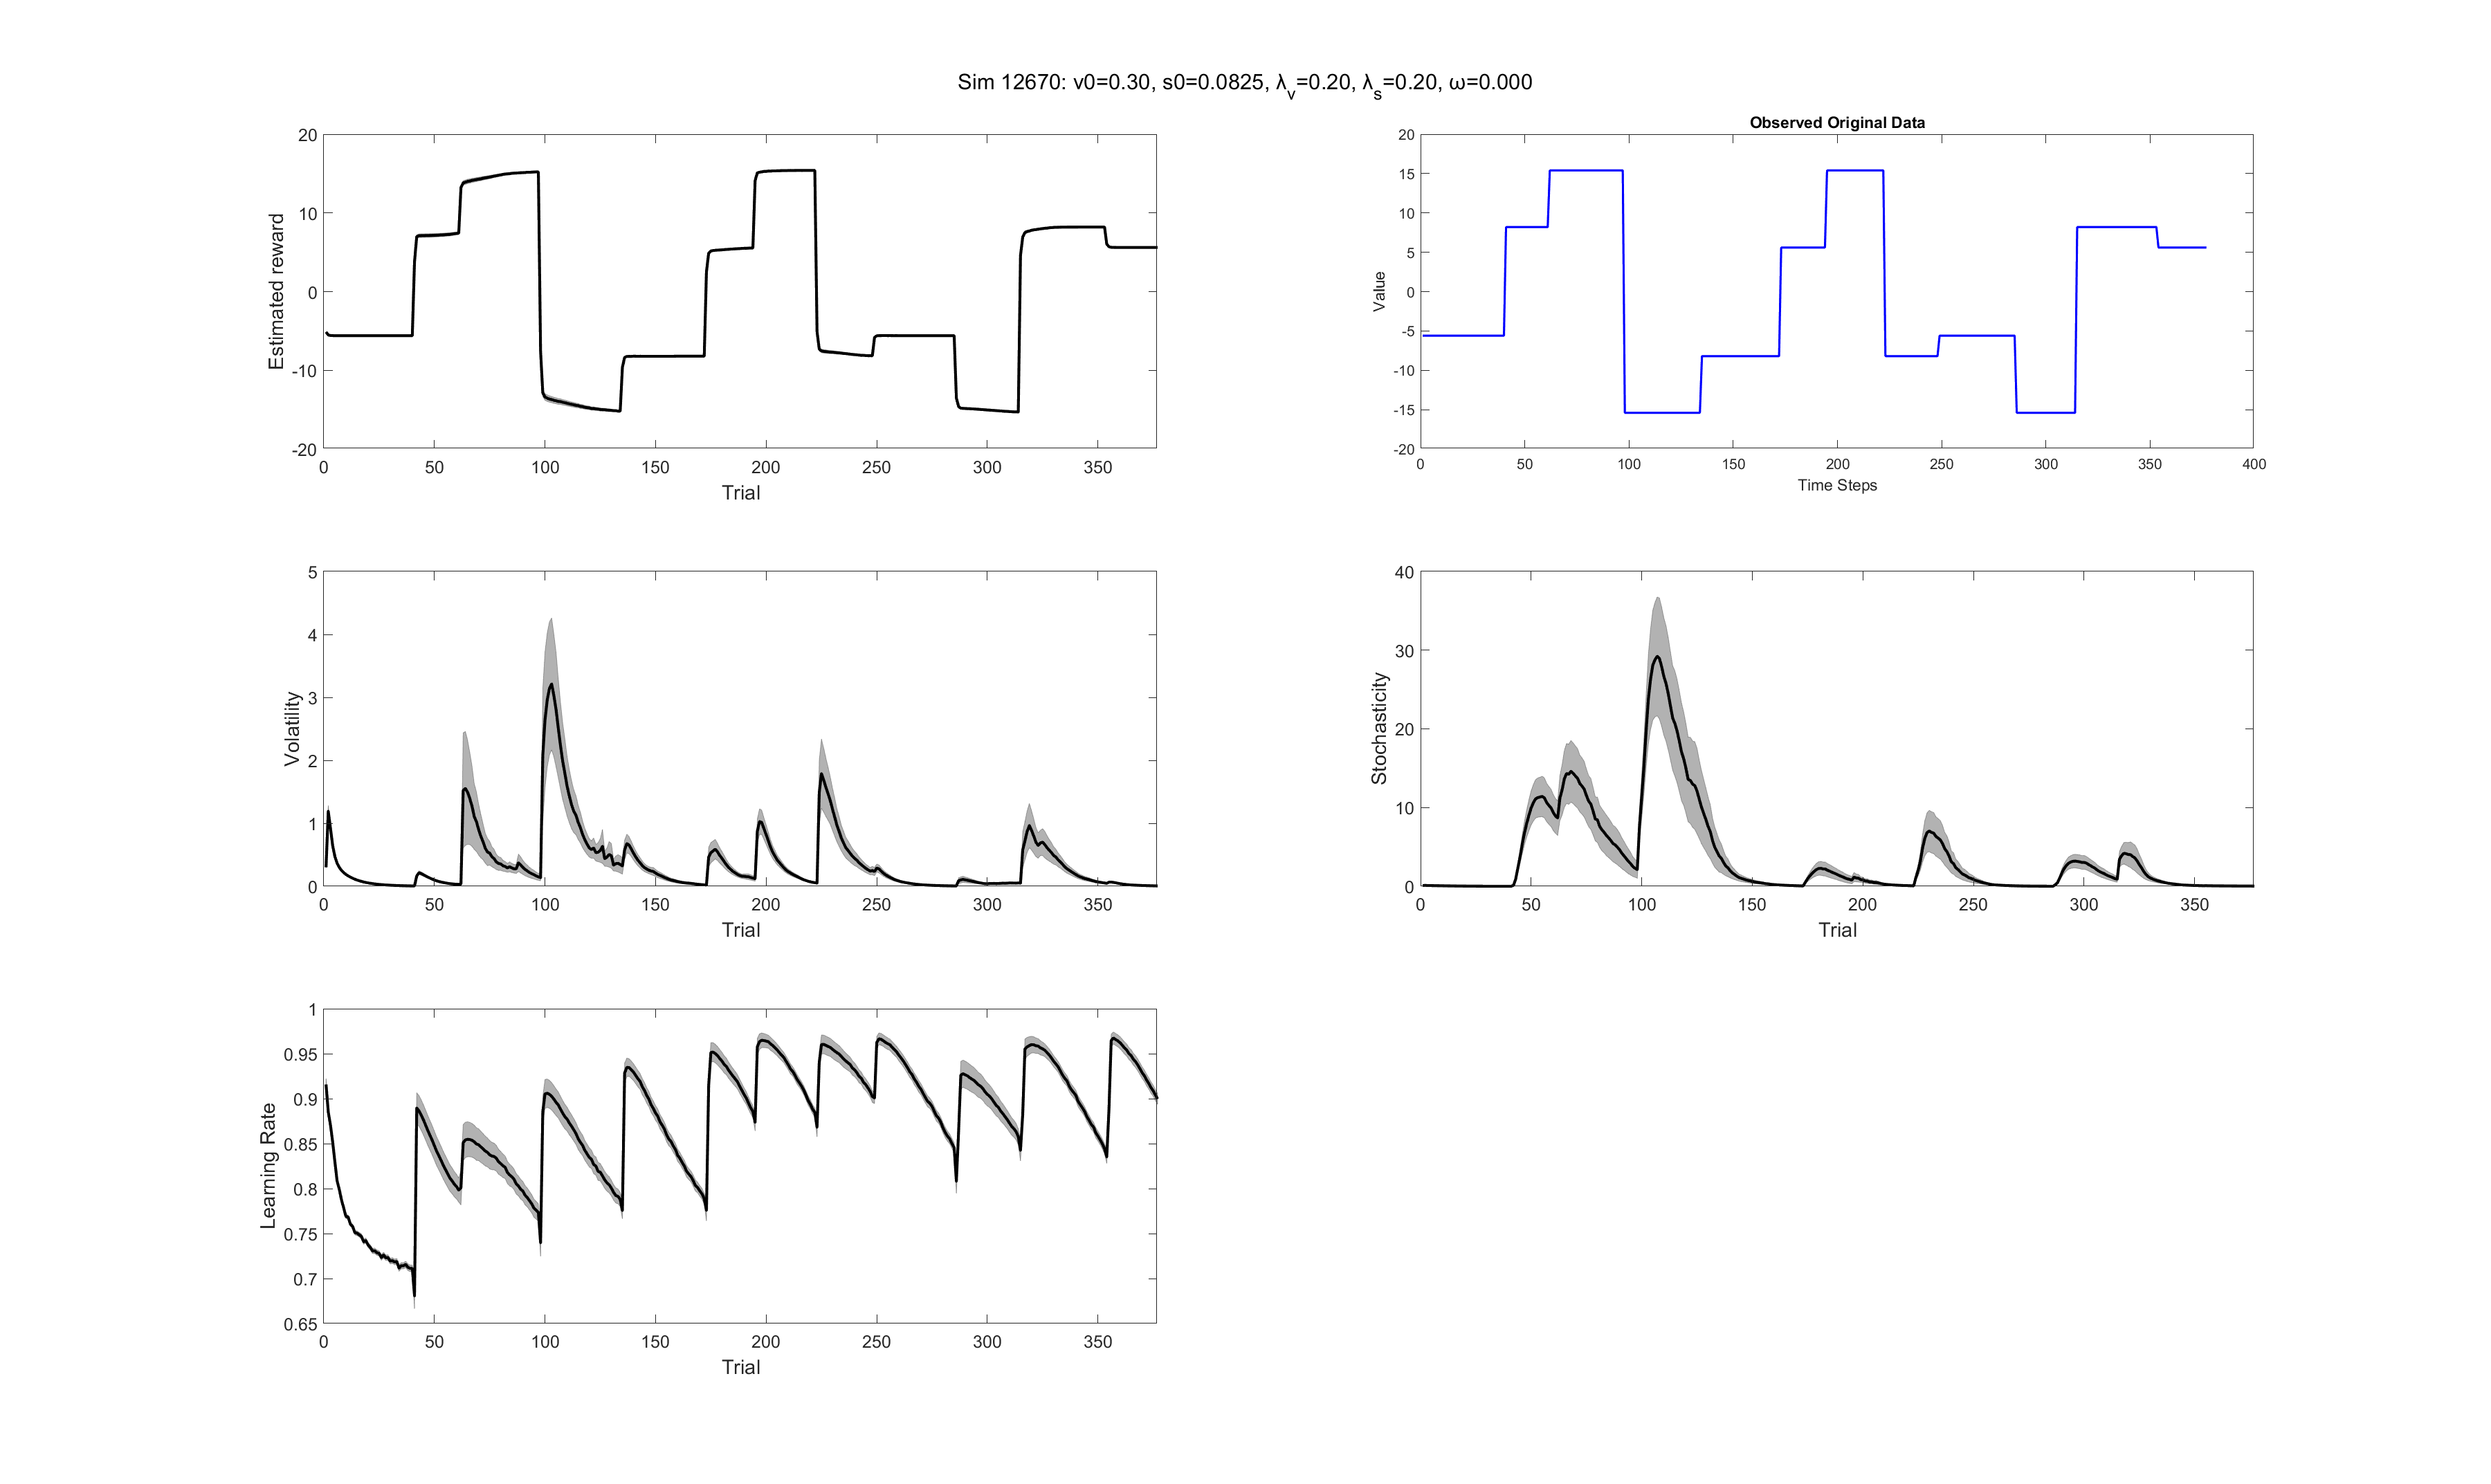 Sim 12670: v0=0.30, s0=0.0825, λv=0.20, λs=0.20, ω=0.000
20
10
0
-10
-20
Estimated reward
0 50 100 150 200 250 300 350
Trial
Observed Original Data
20
15
10
5
0
-5
-10
-15
-20
Value
0 50 100 150 200 250 300 350 400
Time Steps
5
4
3
2
1
0
Volatility
0 50 100 150 200 250 300 350
Trial
40
30
20
10
0
Stochasticity
0 50 100 150 200 250 300 350
Trial
1
0.95
0.9
0.85
0.8
0.75
0.7
0.65
Learning Rate
0 50 100 150 200 250 300 350
Trial